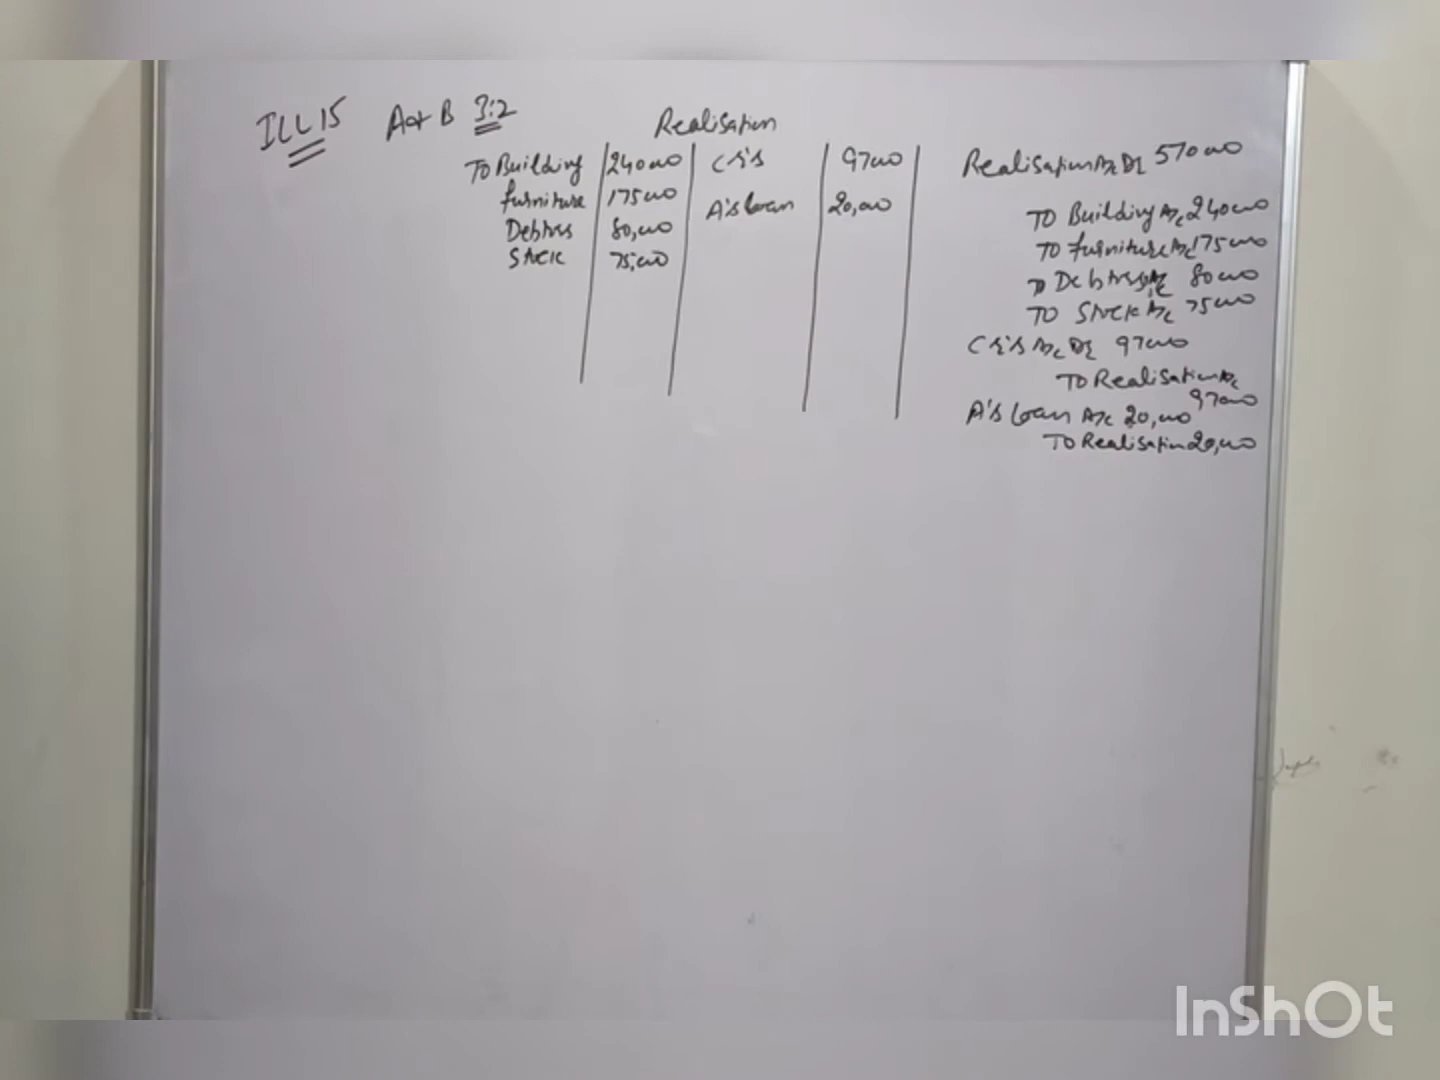 ILL 15 A & B 3:2
Realisation
To Building 240000 Crs 97000
furniture 175000 A's loan 20,000
Debtors 80,000
Stock 75,000
Realisation A/c Dr 570000
To Building A/c 240000
To furniture A/c 175000
To Debtors A/c 80000
To Stock A/c 75000
Crs A/c Dr 97000
To Realisation A/c
97000
A's loan A/c 20,000
To Realisation 20,000
InShOt